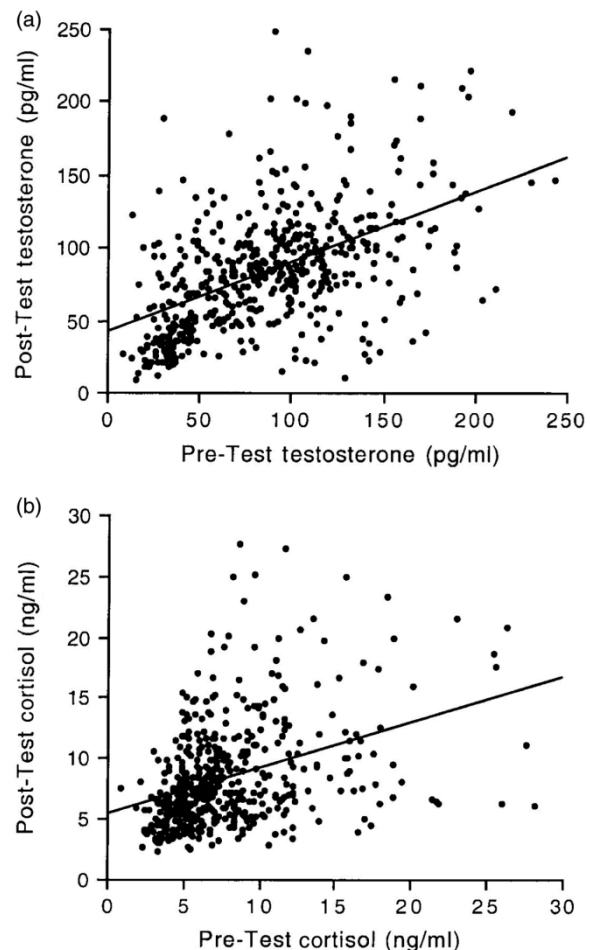 (a)
250
200
150
100
50
0
Post-Test testosterone (pg/ml)
0 50 100 150 200 250
Pre-Test testosterone (pg/ml)
(b)
30
25
20
15
10
5
0
Post-Test cortisol (ng/ml)
0 5 10 15 20 25 30
Pre-Test cortisol (ng/ml)